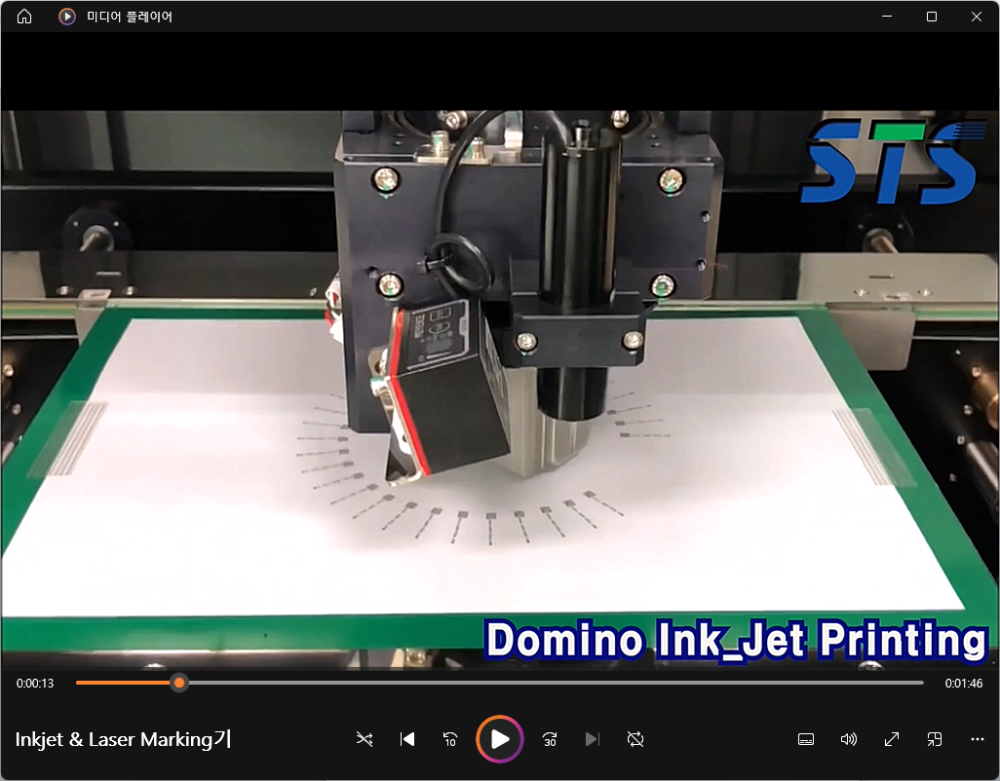 미디어 플레이어
STS
KEYENCE
Domino Ink_Jet Printing
0:00:13
0:01:46
Inkjet & Laser Marking기
10
30